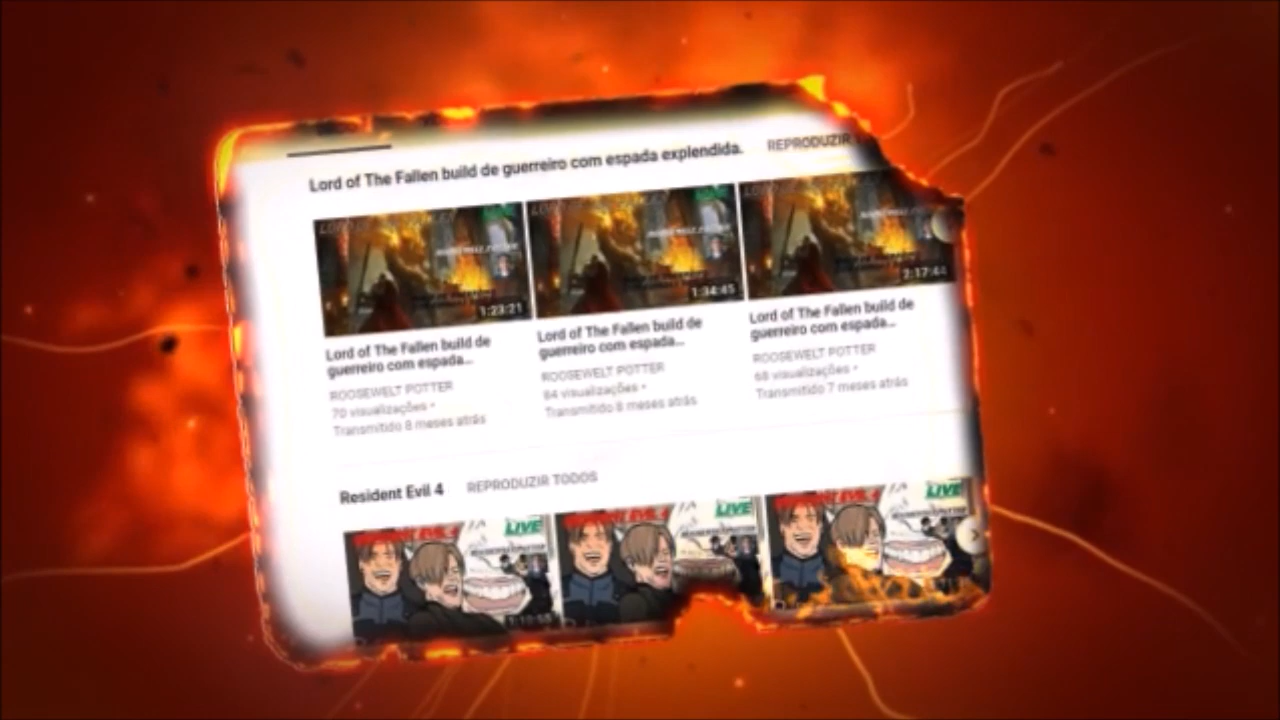 Lord of The Fallen build de guerreiro com espada explendida.
REPRODUZIR
1:23:21
1:34:45
2:17:44
Lord of The Fallen build de
guerreiro com espada...
ROOSEWELT POTTER
70 visualizações •
Transmitido 8 meses atrás
Lord of The Fallen build de
guerreiro com espada...
ROOSEWELT POTTER
84 visualizações •
Transmitido 8 meses atrás
Lord of The Fallen build de
guerreiro com espada...
ROOSEWELT POTTER
68 visualizações •
Transmitido 7 meses atrás
Resident Evil 4
REPRODUZIR TODOS
LIVE
LIVE
LIVE